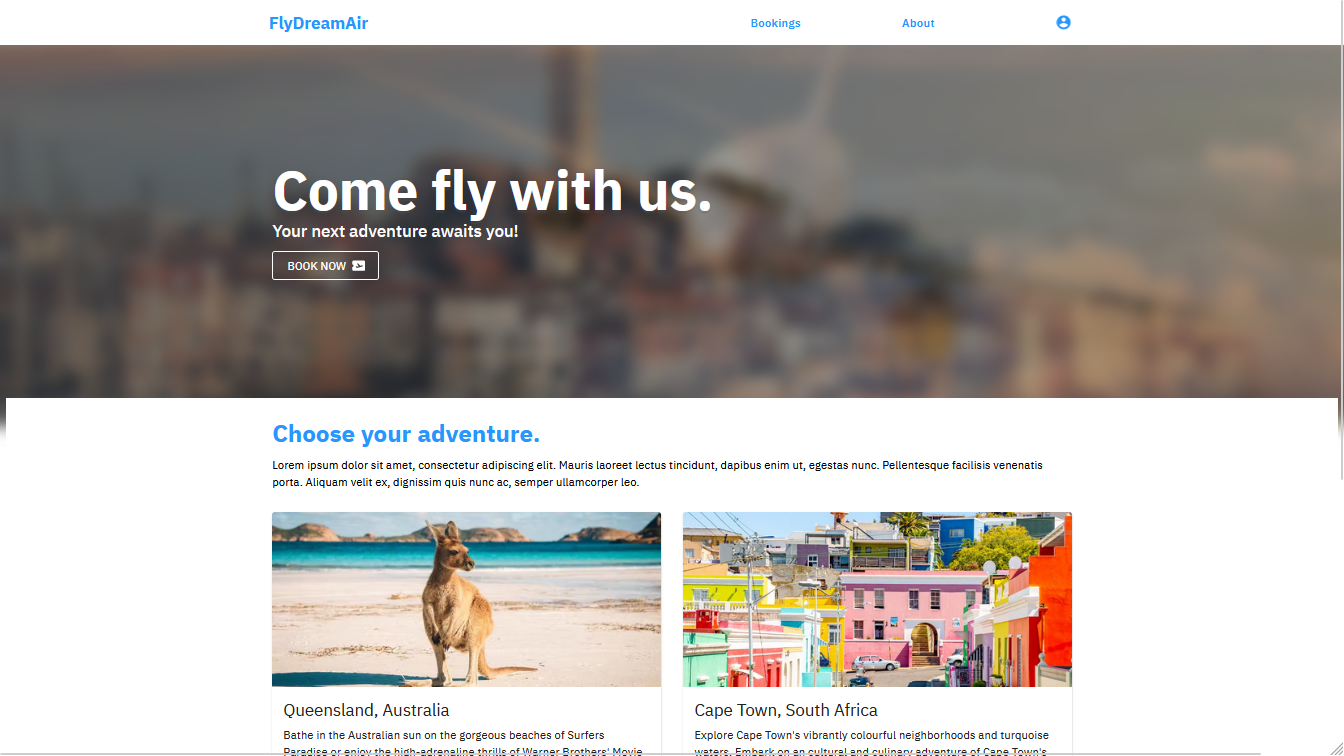 FlyDreamAir
Bookings
About
Come fly with us.
Your next adventure awaits you!
BOOK NOW
Choose your adventure.
Lorem ipsum dolor sit amet, consectetur adipiscing elit. Mauris laoreet lectus tincidunt, dapibus enim ut, egestas nunc. Pellentesque facilisis venenatis
porta. Aliquam velit ex, dignissim quis nunc ac, semper ullamcorper leo.
Queensland, Australia
Bathe in the Australian sun on the gorgeous beaches of Surfers
Paradise or enjoy the high-adrenaline thrills of Warner Brothers' Movie
Cape Town, South Africa
Explore Cape Town's vibrantly colourful neighborhoods and turquoise
waters. Embark on an cultural and culinary adventure of Cape Town's